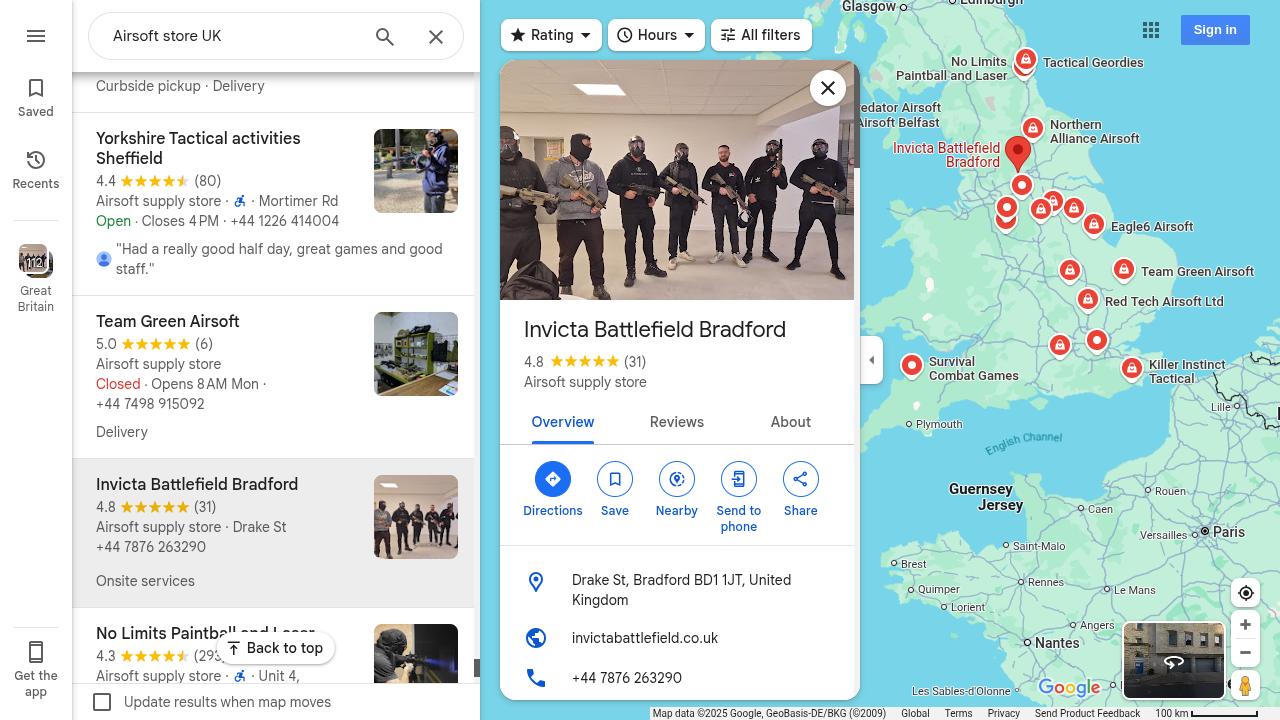 Airsoft store UK
Rating
Hours
All filters
Sign in
Saved
Recents
112
Great
Britain
Get the
app
Curbside pickup · Delivery
Yorkshire Tactical activities
Sheffield
4.4 (80)
Airsoft supply store · · Mortimer Rd
Open · Closes 4 PM · +44 1226 414004
"Had a really good half day, great games and good
staff."
Team Green Airsoft
5.0 (6)
Airsoft supply store
Closed · Opens 8 AM Mon ·
+44 7498 915092
Delivery
Invicta Battlefield Bradford
4.8 (31)
Airsoft supply store · Drake St
+44 7876 263290
Onsite services
No Limits Paintball and Laser
4.3 (293
Airsoft supply store · · Unit 4,
Back to top
Update results when map moves
Invicta Battlefield Bradford
4.8 (31)
Airsoft supply store
Overview
Reviews
About
Directions
Save
Nearby
Send to
phone
Share
Drake St, Bradford BD1 1JT, United
Kingdom
invictabattlefield.co.uk
+44 7876 263290
Glasgow
Edinburgh
No Limits
Paintball and Laser
Tactical Geordies
redator Airsoft
Airsoft Belfast
Northern
Alliance Airsoft
Invicta Battlefield
Bradford
Eagle6 Airsoft
Team Green Airsoft
Red Tech Airsoft Ltd
Survival
Combat Games
Killer Instinct
Tactical
Lille
Plymouth
English Channel
Guernsey
Jersey
Rouen
Caen
Paris
Versailles
Saint-Malo
Brest
Rennes
Quimper
Le Mans
Lorient
Angers
Nantes
Les Sables-d'Olonne
Google
Map data ©2025 Google, GeoBasis-DE/BKG (©2009)
Global
Terms
Privacy
Send Product Feedback
100 km